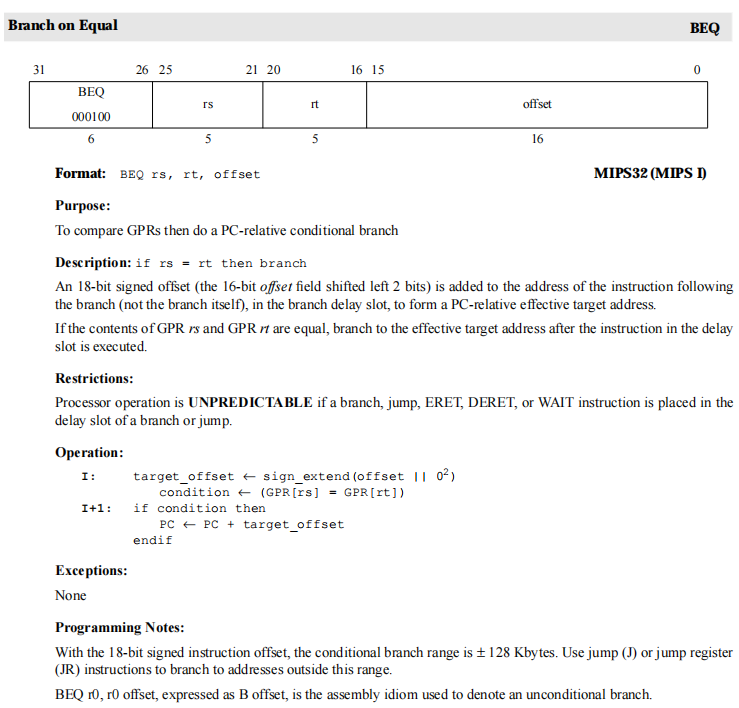 Branch on Equal BEQ
31 26 25 21 20 16 15 0
BEQ
000100
rs rt offset
6 5 5 16
Format: BEQ rs, rt, offset MIPS32 (MIPS I)
Purpose:
To compare GPRs then do a PC-relative conditional branch
Description: if rs = rt then branch
An 18-bit signed offset (the 16-bit offset field shifted left 2 bits) is added to the address of the instruction following
the branch (not the branch itself), in the branch delay slot, to form a PC-relative effective target address.
If the contents of GPR rs and GPR rt are equal, branch to the effective target address after the instruction in the delay
slot is executed.
Restrictions:
Processor operation is UNPREDICTABLE if a branch, jump, ERET, DERET, or WAIT instruction is placed in the
delay slot of a branch or jump.
Operation:
I: target_offset ← sign_extend(offset || 0²)
condition ← (GPR[rs] = GPR[rt])
I+1: if condition then
PC ← PC + target_offset
endif
Exceptions:
None
Programming Notes:
With the 18-bit signed instruction offset, the conditional branch range is ± 128 Kbytes. Use jump (J) or jump register
(JR) instructions to branch to addresses outside this range.
BEQ r0, r0 offset, expressed as B offset, is the assembly idiom used to denote an unconditional branch.